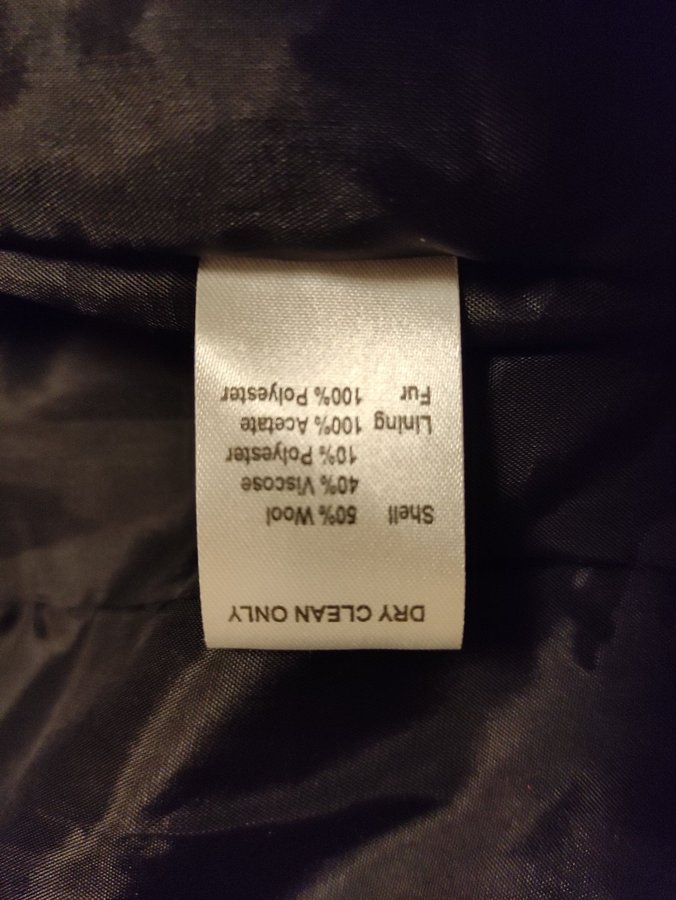 DRY CLEAN ONLY
Shell 50% Wool
40% Viscose
10% Polyester
Lining 100% Acetate
Fur 100% Polyester